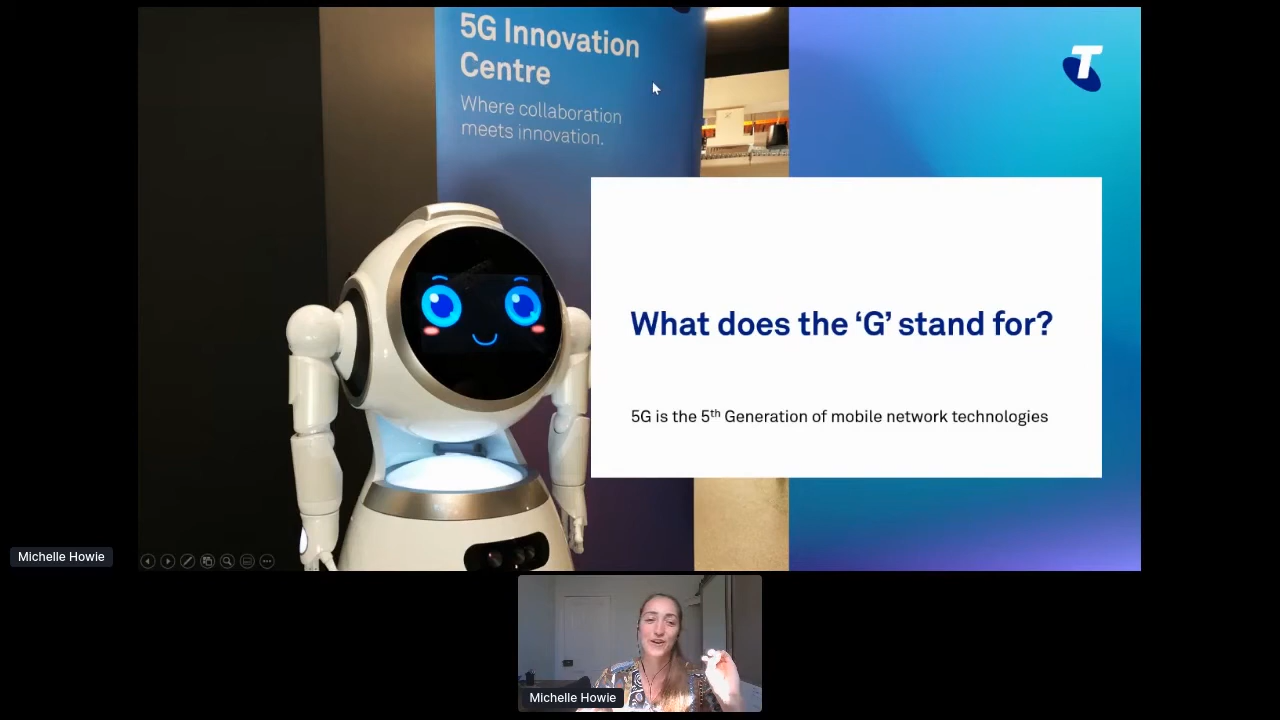 5G Innovation
Centre
Where collaboration
meets innovation.
T
What does the ‘G’ stand for?
5G is the 5th Generation of mobile network technologies
Michelle Howie
Michelle Howie